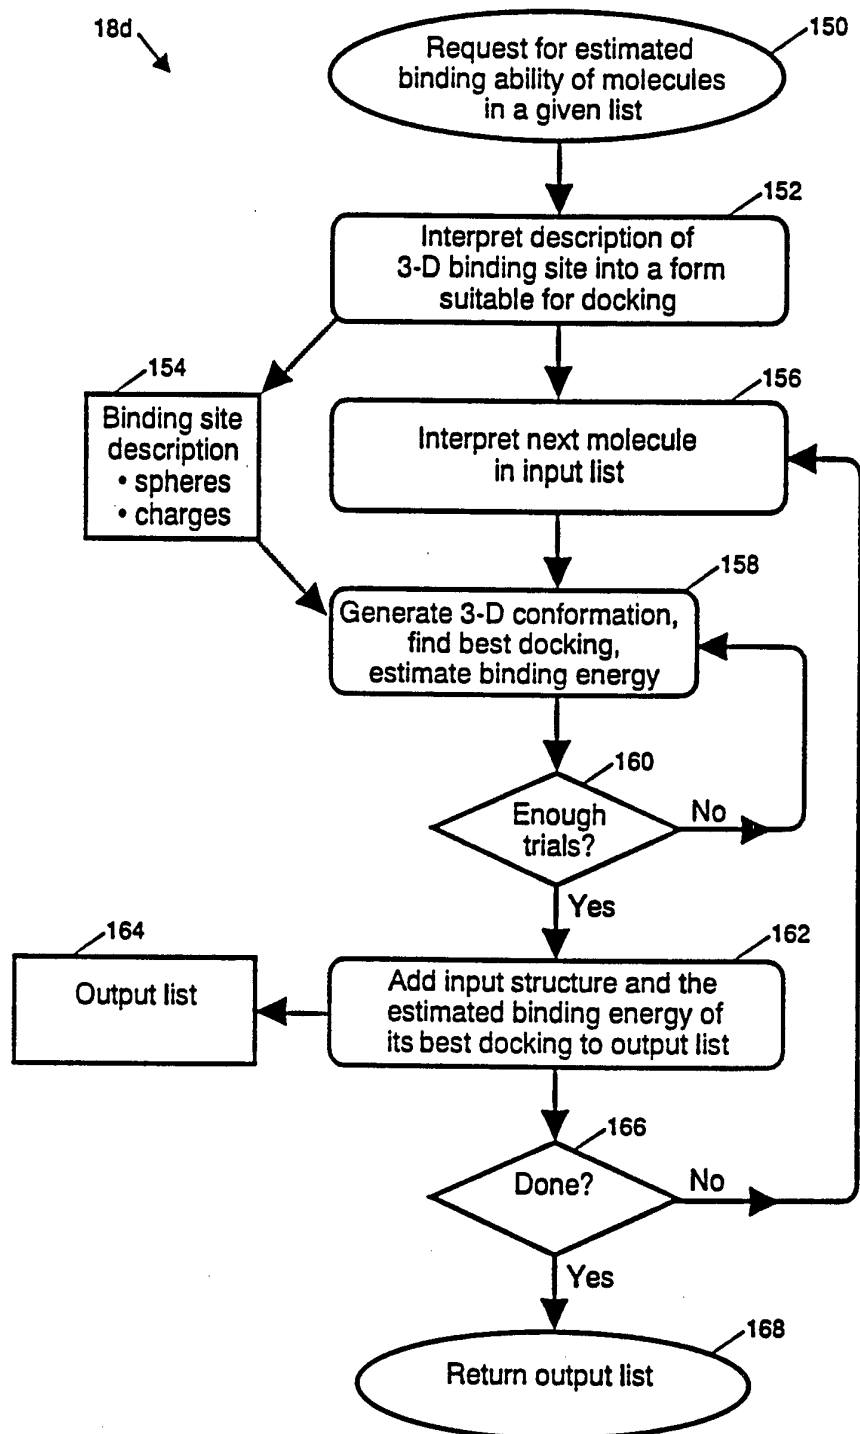 18d
150
Request for estimated
binding ability of molecules
in a given list
152
Interpret description of
3-D binding site into a form
suitable for docking
154
Binding site
description
• spheres
• charges
156
Interpret next molecule
in input list
158
Generate 3-D conformation,
find best docking,
estimate binding energy
160
Enough
trials?
No
Yes
162
Add input structure and the
estimated binding energy of
its best docking to output list
164
Output list
166
Done?
No
Yes
168
Return output list